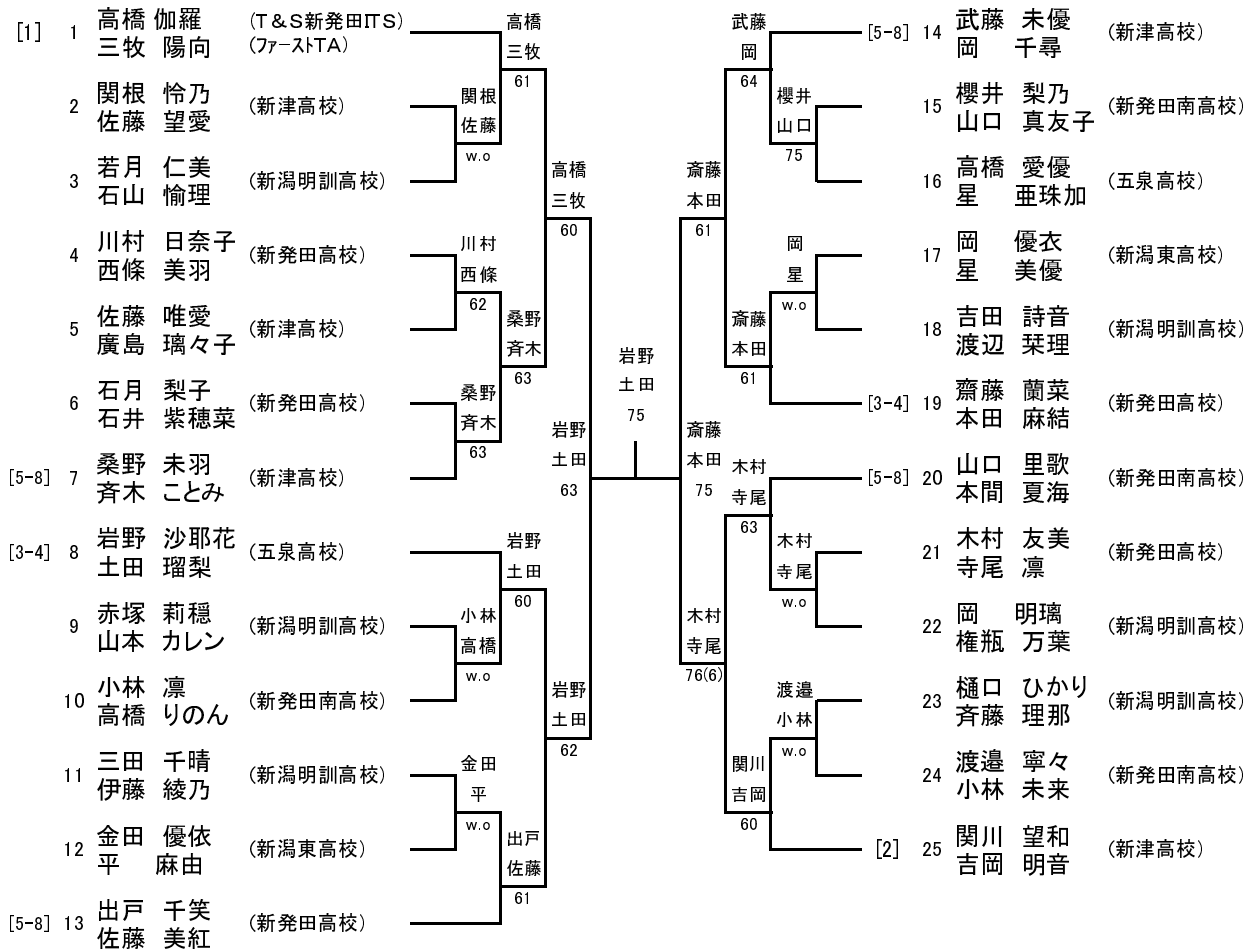 [1] 1 高橋 伽羅 (T&S新発田ITS)
三牧 陽向 (ファーストTA)
2 関根 怜乃 (新津高校)
佐藤 望愛
3 若月 仁美 (新潟明訓高校)
石山 愉理
4 川村 日奈子 (新発田高校)
西條 美羽
5 佐藤 唯愛 (新津高校)
廣島 璃々子
6 石月 梨子 (新発田高校)
石井 紫穂菜
[5-8] 7 桑野 未羽 (新津高校)
斉木 ことみ
[3-4] 8 岩野 沙耶花 (五泉高校)
土田 瑠梨
9 赤塚 莉穏 (新潟明訓高校)
山本 カレン
10 小林 凛 (新発田南高校)
高橋 りのん
11 三田 千晴 (新潟明訓高校)
伊藤 綾乃
12 金田 優依 (新潟東高校)
平 麻由
[5-8] 13 出戸 千笑 (新発田高校)
佐藤 美紅
高橋
三牧
61
関根
佐藤
w.o
川村
西條
62
桑野
斉木
63
高橋
三牧
60
桑野
斉木
63
岩野
土田
60
小林
高橋
w.o
金田
平
w.o
出戸
佐藤
61
岩野
土田
62
岩野
土田
63
岩野
土田
75
斎藤
本田
75
斎藤
本田
61
武藤
岡
64
櫻井
山口
75
岡
星
w.o
斎藤
本田
61
木村
寺尾
63
木村
寺尾
w.o
木村
寺尾
76(6)
渡邉
小林
w.o
関川
吉岡
60
[5-8] 14 武藤 未優 (新津高校)
岡 千尋
15 櫻井 梨乃 (新発田南高校)
山口 真友子
16 高橋 愛優 (五泉高校)
星 亜珠加
17 岡 優衣 (新潟東高校)
星 美優
18 吉田 詩音 (新潟明訓高校)
渡辺 栞理
[3-4] 19 齋藤 蘭菜 (新発田高校)
本田 麻結
[5-8] 20 山口 里歌 (新発田南高校)
本間 夏海
21 木村 友美 (新発田高校)
寺尾 凛
22 岡 明璃 (新潟明訓高校)
権瓶 万葉
23 樋口 ひかり (新潟明訓高校)
斉藤 理那
24 渡邉 寧々 (新発田南高校)
小林 未来
[2] 25 関川 望和 (新津高校)
吉岡 明音